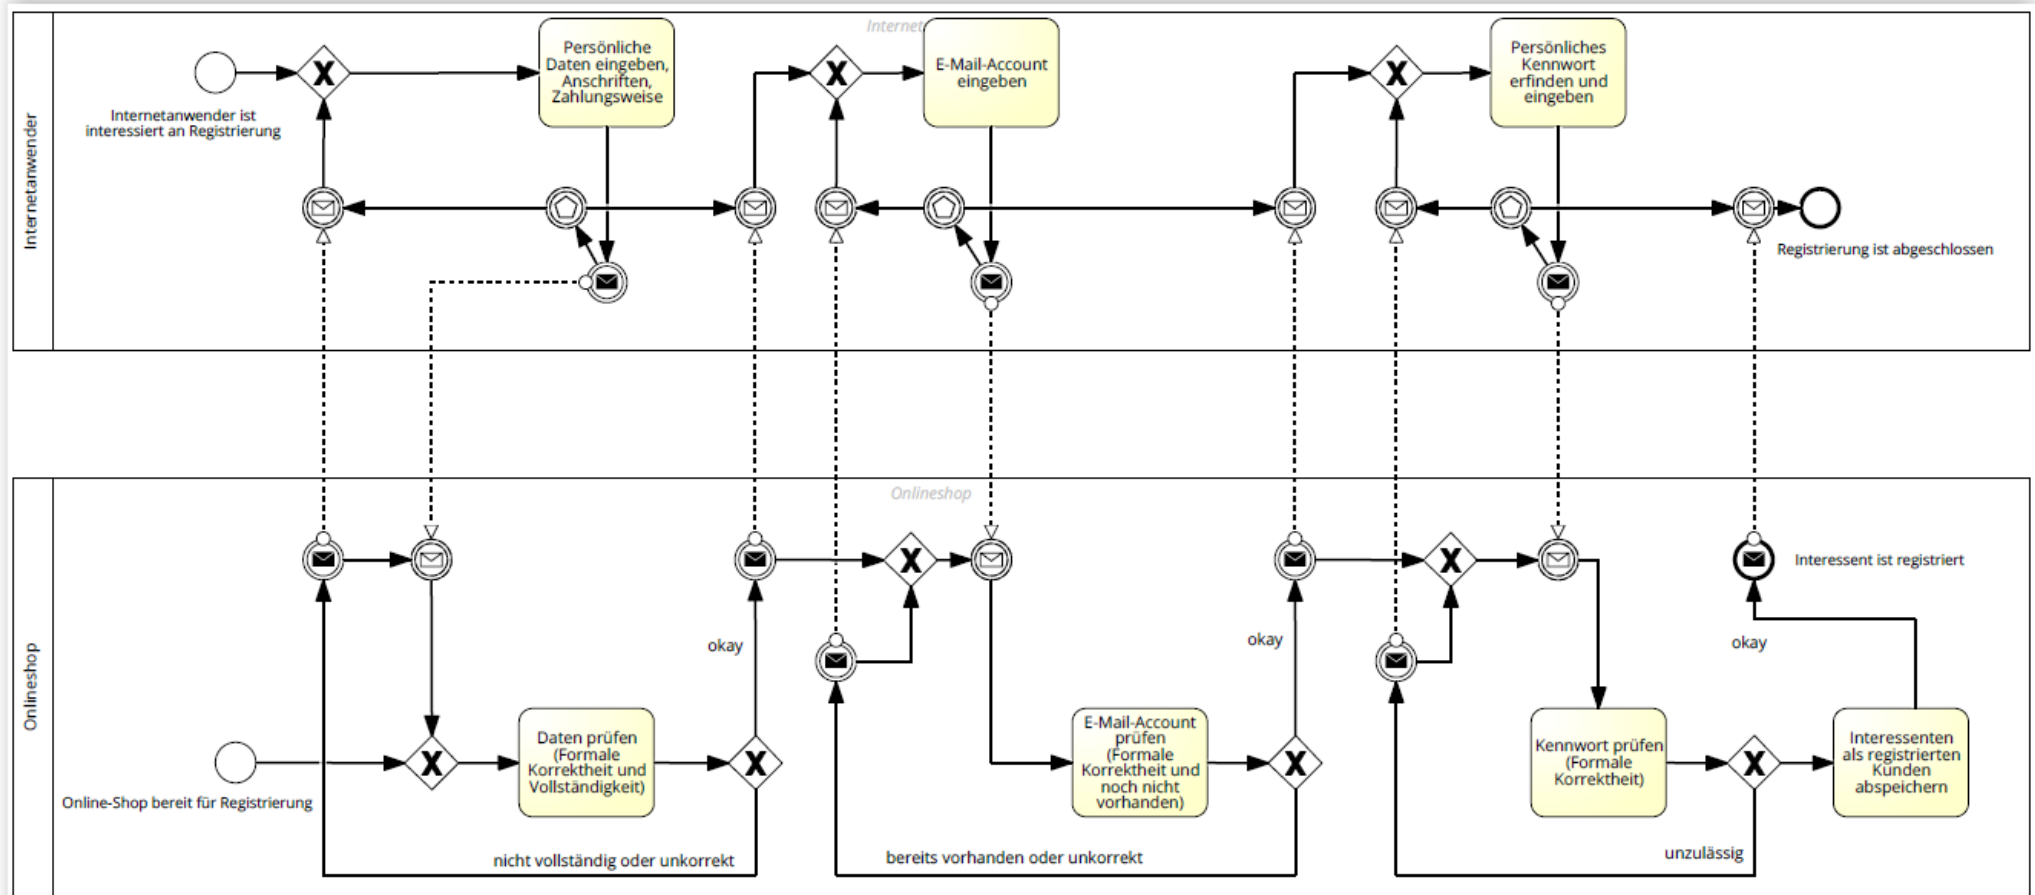 Internetanwender
Internet
Internetanwender ist
interessiert an Registrierung
Persönliche
Daten eingeben,
Anschriften,
Zahlungsweise
E-Mail-Account
eingeben
Persönliches
Kennwort
erfinden und
eingeben
Registrierung ist abgeschlossen
Onlineshop
Onlineshop
Online-Shop bereit für Registrierung
Daten prüfen
(Formale
Korrektheit und
Vollständigkeit)
okay
nicht vollständig oder unkorrekt
E-Mail-Account
prüfen
(Formale
Korrektheit und
noch nicht
vorhanden)
okay
bereits vorhanden oder unkorrekt
Kennwort prüfen
(Formale
Korrektheit)
unzulässig
Interessenten
als registrierten
Kunden
abspeichern
okay
Interessent ist registriert